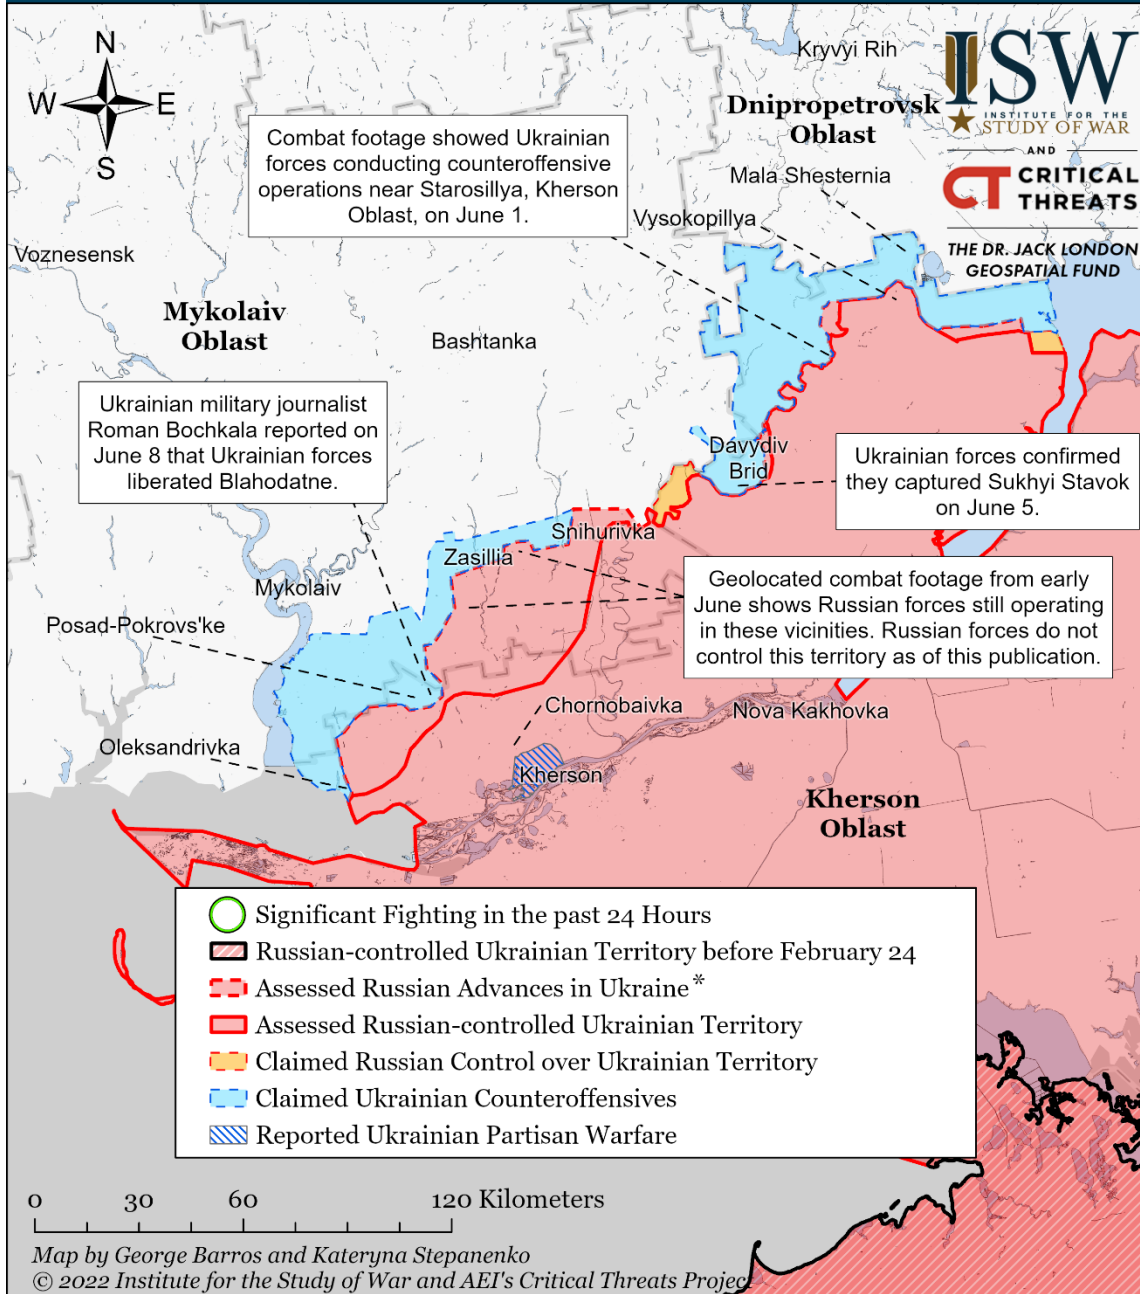 N
W
E
S
Kryvyi Rih
ISW
INSTITUTE FOR THE
STUDY OF WAR
AND
CT CRITICAL
THREATS
THE DR. JACK LONDON
GEOSPATIAL FUND
Dnipropetrovsk
Oblast
Combat footage showed Ukrainian
forces conducting counteroffensive
operations near Starosillya, Kherson
Oblast, on June 1.
Mala Shesternia
Vysokopillya
Voznesensk
Mykolaiv
Oblast
Bashtanka
Ukrainian military journalist
Roman Bochkala reported on
June 8 that Ukrainian forces
liberated Blahodatne.
Davydiv
Brid
Ukrainian forces confirmed
they captured Sukhyi Stavok
on June 5.
Snihurivka
Zasillia
Geolocated combat footage from early
June shows Russian forces still operating
in these vicinities. Russian forces do not
control this territory as of this publication.
Mykolaiv
Posad-Pokrovs'ke
Chornobaivka
Nova Kakhovka
Oleksandrivka
Kherson
Kherson
Oblast
Significant Fighting in the past 24 Hours
Russian-controlled Ukrainian Territory before February 24
Assessed Russian Advances in Ukraine*
Assessed Russian-controlled Ukrainian Territory
Claimed Russian Control over Ukrainian Territory
Claimed Ukrainian Counteroffensives
Reported Ukrainian Partisan Warfare
0 30 60 120 Kilometers
Map by George Barros and Kateryna Stepanenko
© 2022 Institute for the Study of War and AEI's Critical Threats Project